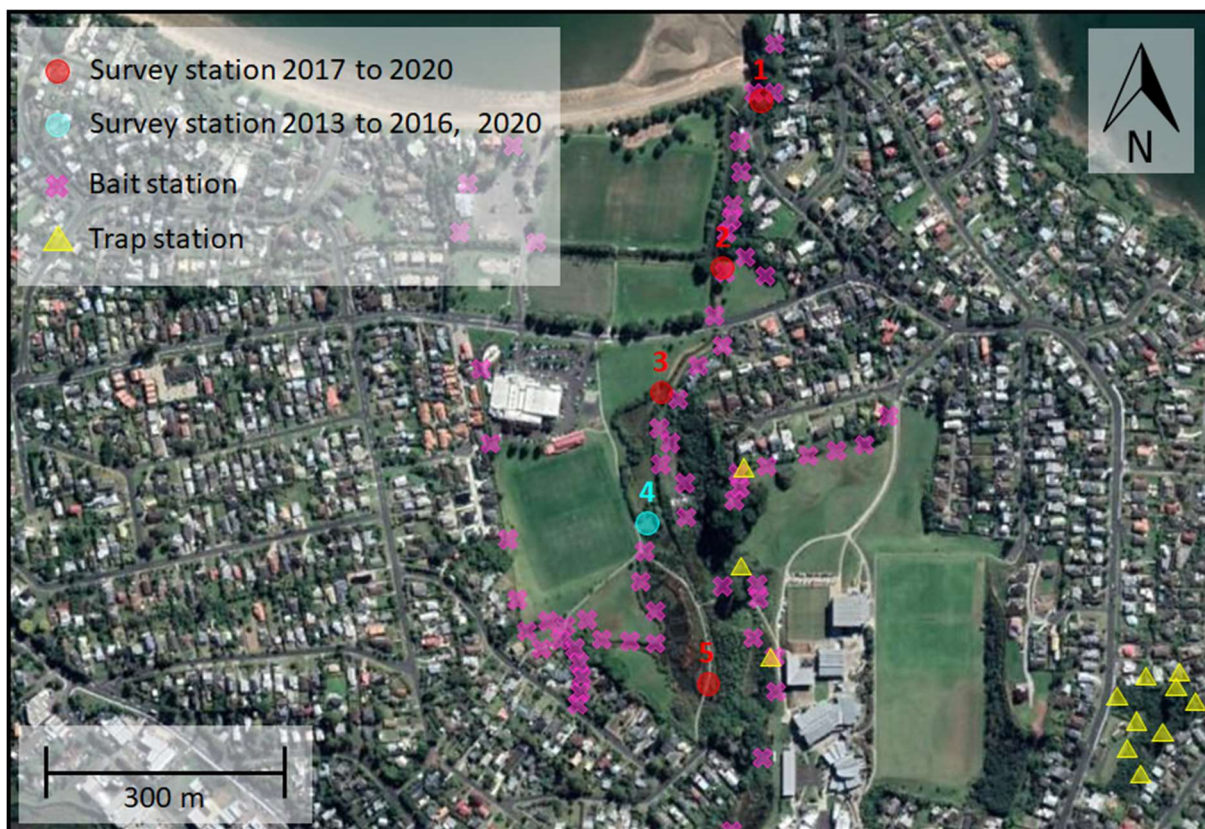 Survey station 2017 to 2020
Survey station 2013 to 2016, 2020
Bait station
Trap station
N
1
2
3
4
5
300 m